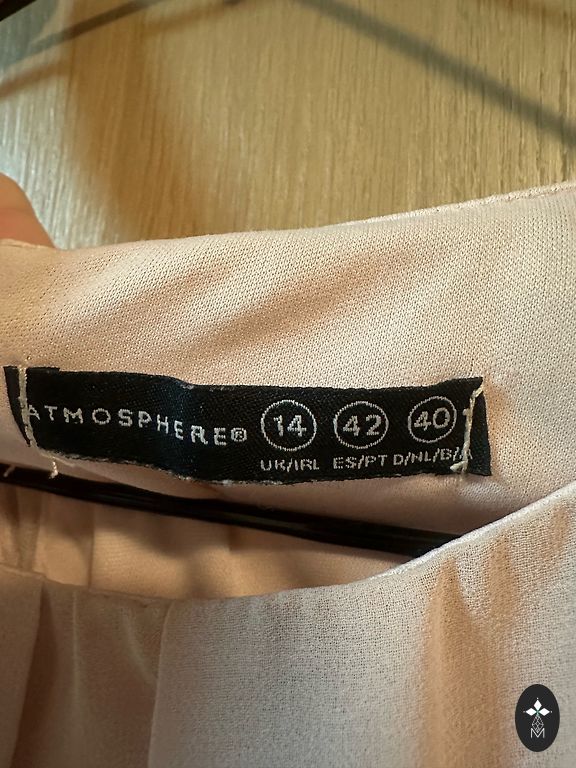 ATMOSPHERE® 14 42 40
UK/IRL ES/PT D/NL/B/A